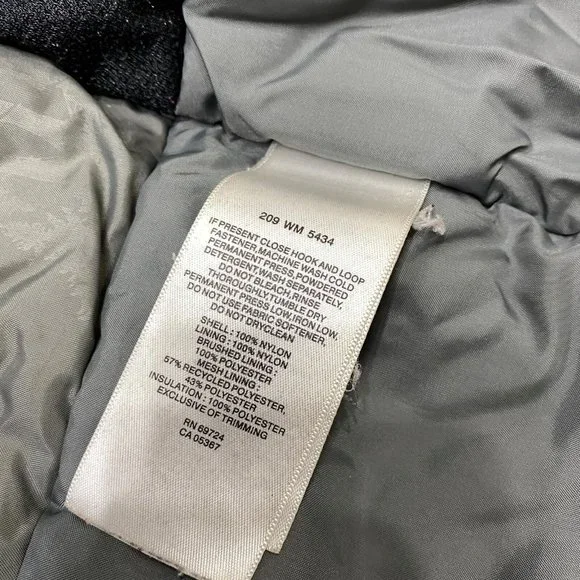 209 WM 5434
IF PRESENT CLOSE HOOK AND LOOP
FASTENER, MACHINE WASH COLD
PERMANENT PRESS, POWDERED
DETERGENT, WASH SEPARATELY,
DO NOT BLEACH, RINSE
THOROUGHLY, TUMBLE DRY
PERMANENT PRESS LOW, IRON LOW,
DO NOT USE FABRIC SOFTENER,
DO NOT DRYCLEAN
SHELL : 100% NYLON
LINING : 100% NYLON
BRUSHED LINING :
100% POLYESTER
MESH LINING :
57% RECYCLED POLYESTER,
43% POLYESTER
INSULATION : 100% POLYESTER
EXCLUSIVE OF TRIMMING
RN 69724
CA 05367